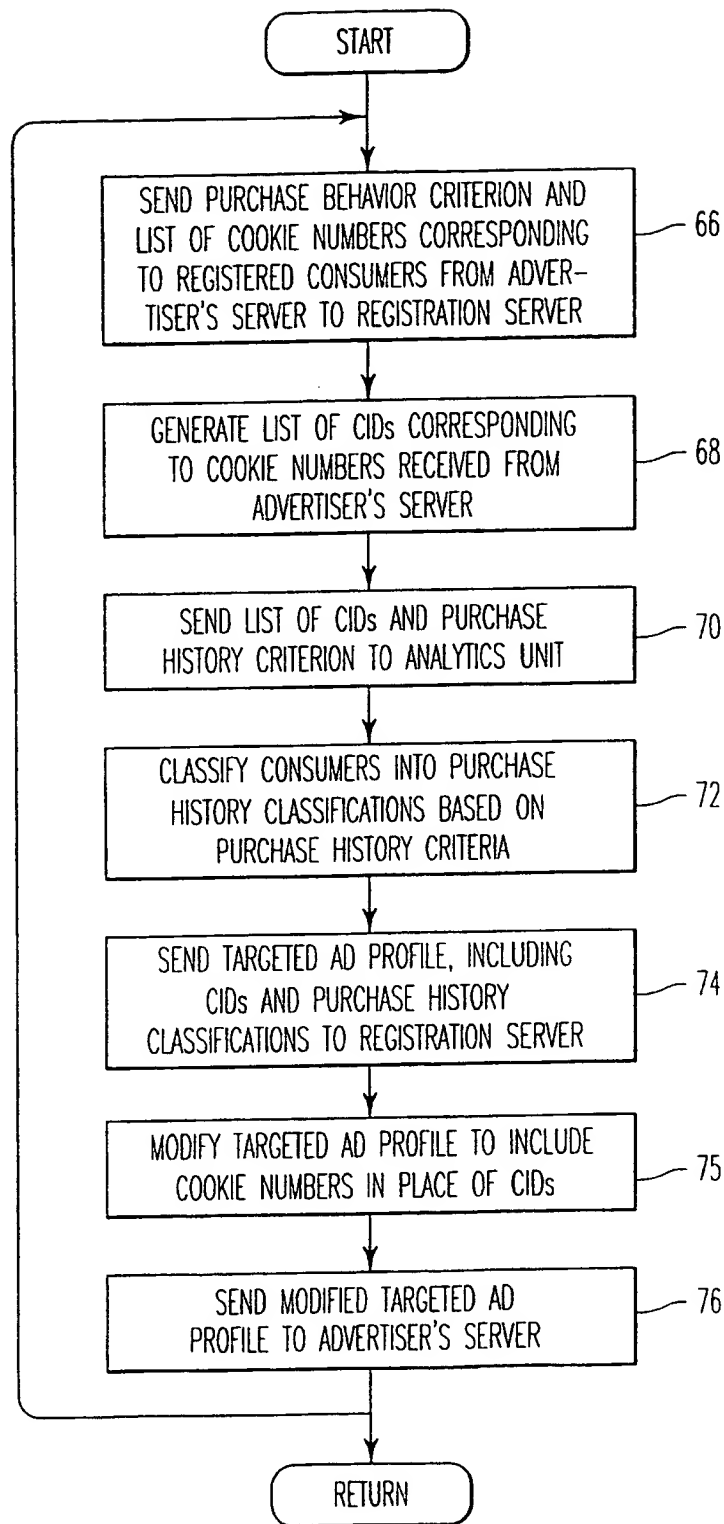 START
SEND PURCHASE BEHAVIOR CRITERION AND
LIST OF COOKIE NUMBERS CORRESPONDING
TO REGISTERED CONSUMERS FROM ADVER-
TISER'S SERVER TO REGISTRATION SERVER
66
GENERATE LIST OF CIDs CORRESPONDING
TO COOKIE NUMBERS RECEIVED FROM
ADVERTISER'S SERVER
68
SEND LIST OF CIDs AND PURCHASE
HISTORY CRITERION TO ANALYTICS UNIT
70
CLASSIFY CONSUMERS INTO PURCHASE
HISTORY CLASSIFICATIONS BASED ON
PURCHASE HISTORY CRITERIA
72
SEND TARGETED AD PROFILE, INCLUDING
CIDs AND PURCHASE HISTORY
CLASSIFICATIONS TO REGISTRATION SERVER
74
MODIFY TARGETED AD PROFILE TO INCLUDE
COOKIE NUMBERS IN PLACE OF CIDs
75
SEND MODIFIED TARGETED AD
PROFILE TO ADVERTISER'S SERVER
76
RETURN